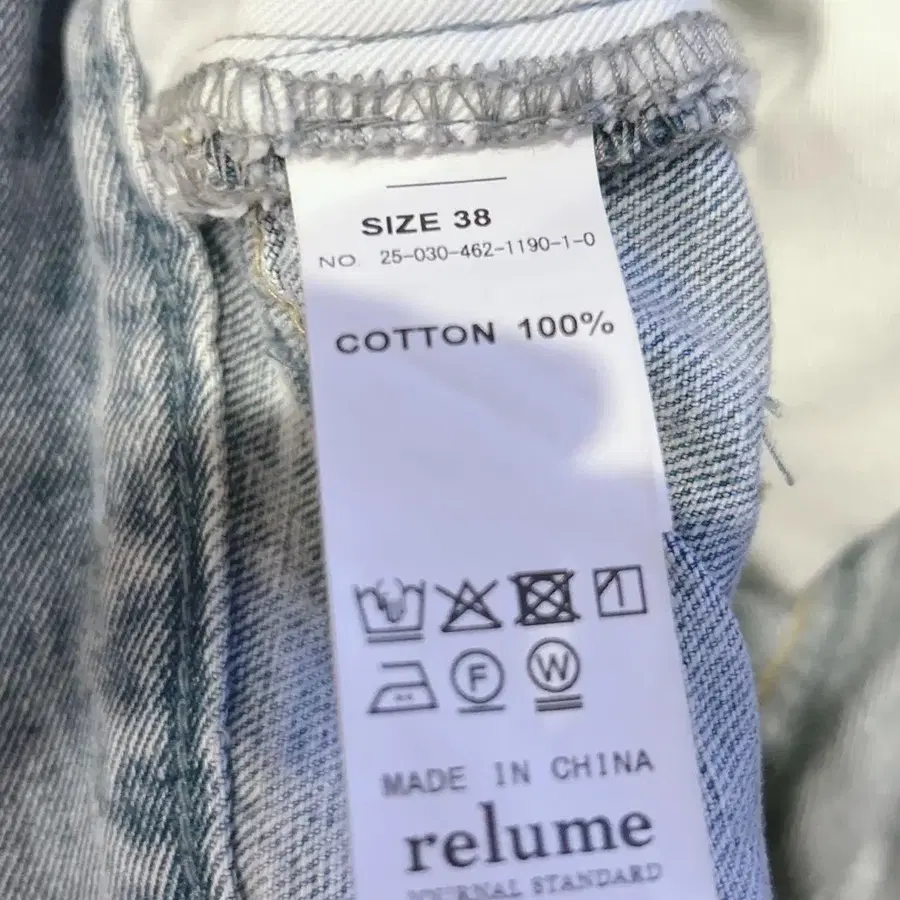 SIZE 38
NO. 25-030-462-1190-1-0
COTTON 100%
F W
MADE IN CHINA
relume
JOURNAL STANDARD